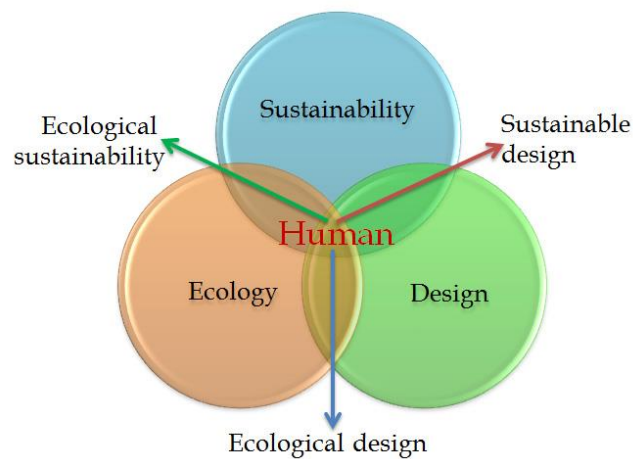 Sustainability
Ecological
sustainability
Sustainable
design
Human
Ecology
Design
Ecological design